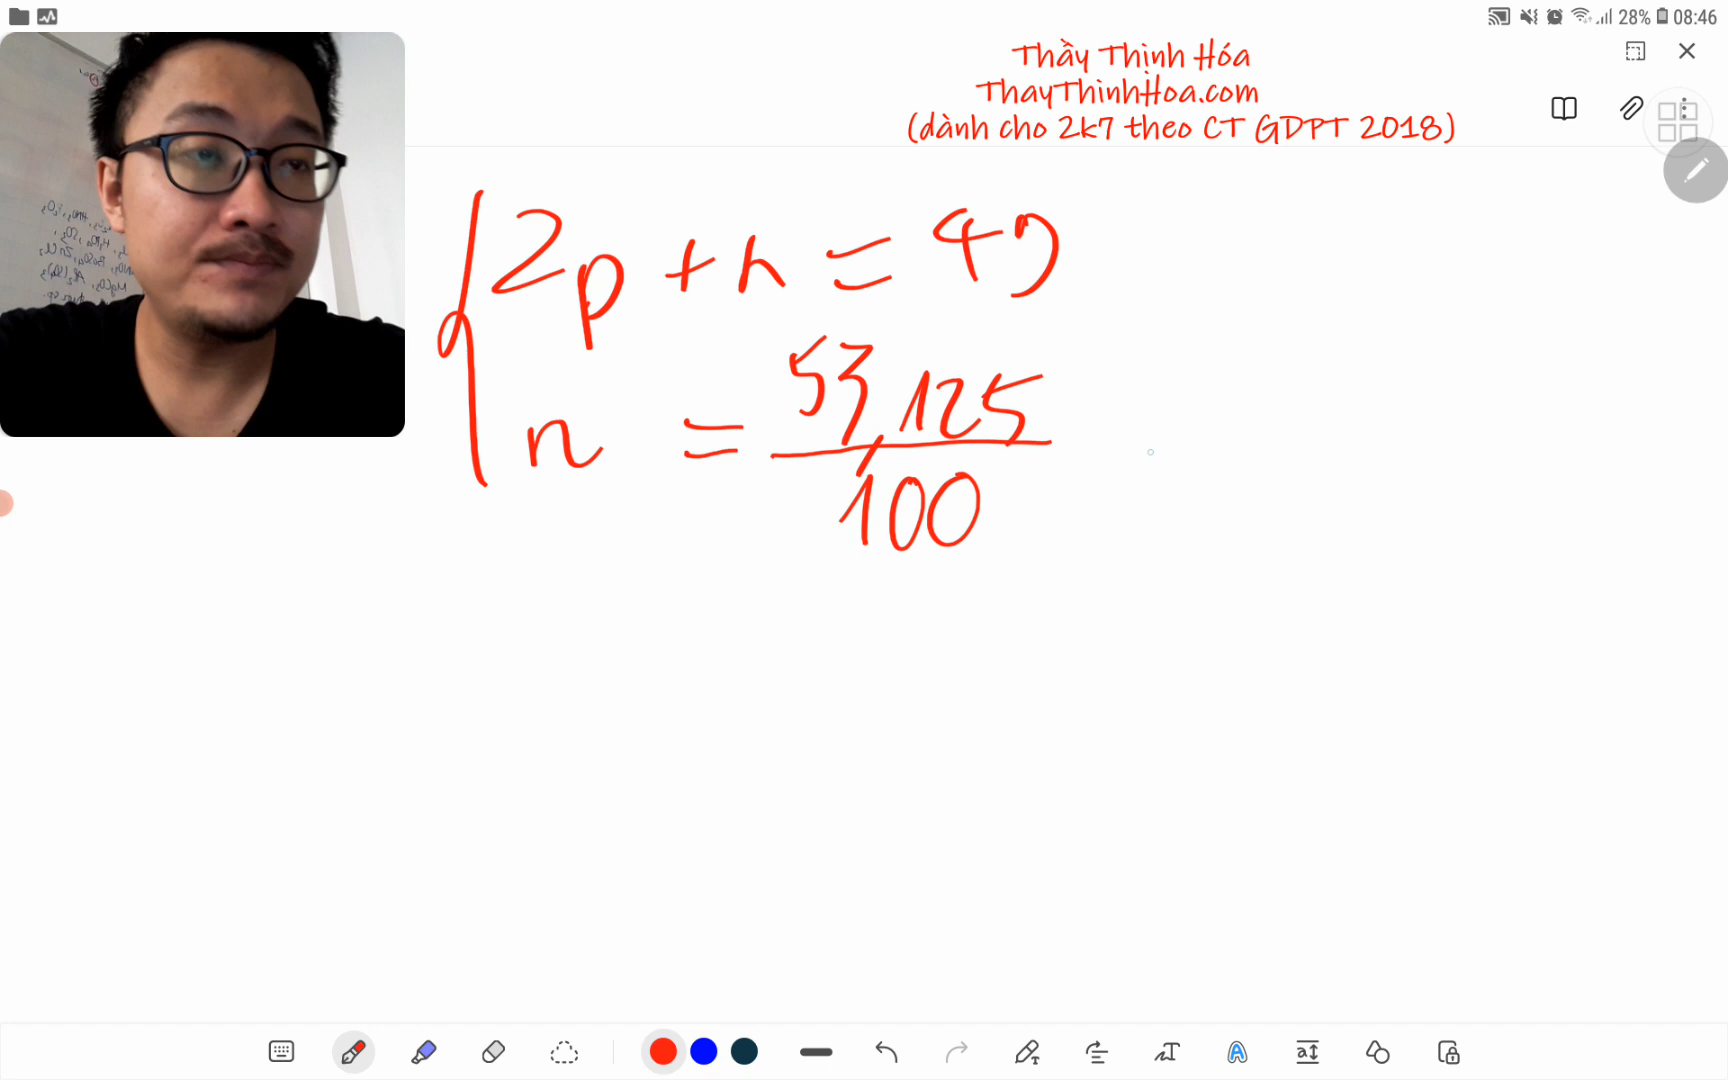 28% 08:46
Thầy Thịnh Hóa
ThayThinhHoa.com
(dành cho 2k7 theo CT GDPT 2018)
2p + n = 49
n = 53,125
100